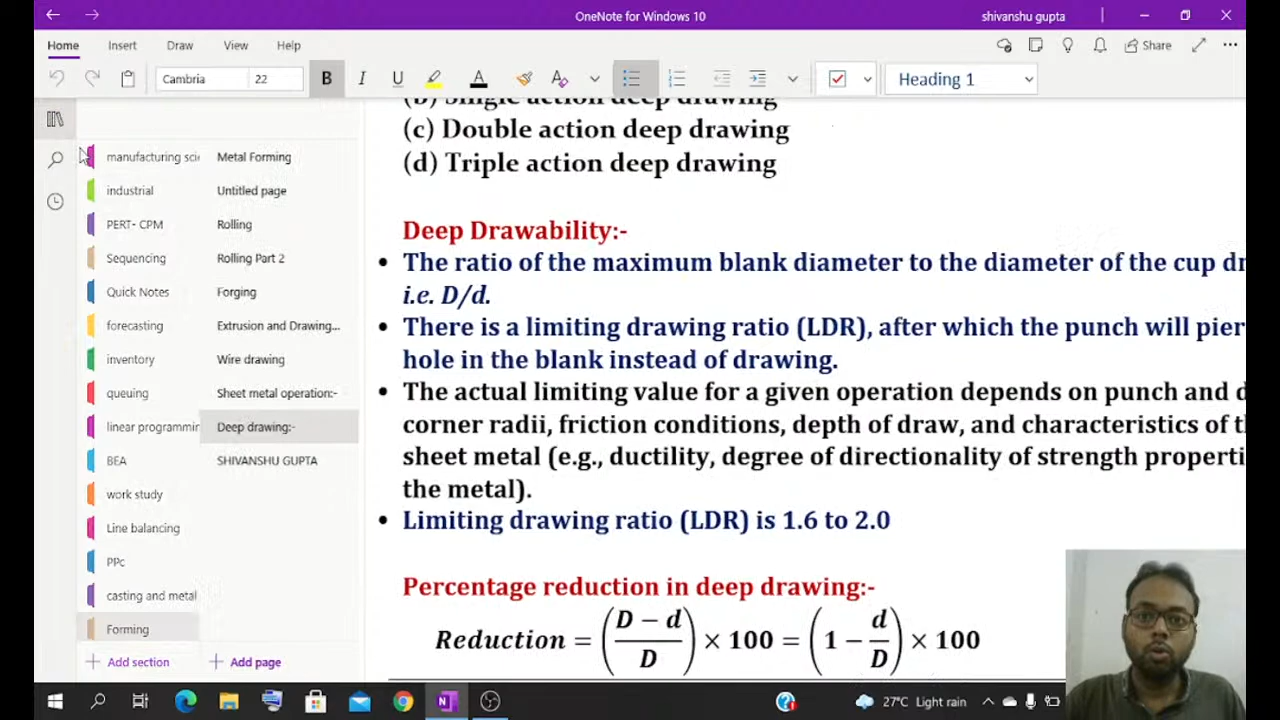 OneNote for Windows 10
shivanshu gupta
Home
Insert
Draw
View
Help
Share
Cambria
22
B
I
U
A
Heading 1
manufacturing sci
industrial
PERT- CPM
Sequencing
Quick Notes
forecasting
inventory
queuing
linear programmin
BEA
work study
Line balancing
PPc
casting and metal
Forming
Add section
Metal Forming
Untitled page
Rolling
Rolling Part 2
Forging
Extrusion and Drawing...
Wire drawing
Sheet metal operation:-
Deep drawing:-
SHIVANSHU GUPTA
Add page
(b) Single action deep drawing
(c) Double action deep drawing
(d) Triple action deep drawing
Deep Drawability:-
• The ratio of the maximum blank diameter to the diameter of the cup dr
i.e. D/d.
• There is a limiting drawing ratio (LDR), after which the punch will pier
hole in the blank instead of drawing.
• The actual limiting value for a given operation depends on punch and d
corner radii, friction conditions, depth of draw, and characteristics of t
sheet metal (e.g., ductility, degree of directionality of strength properti
the metal).
• Limiting drawing ratio (LDR) is 1.6 to 2.0
Percentage reduction in deep drawing:-
Reduction = (D − d / D) × 100 = (1 − d / D) × 100
27°C Light rain